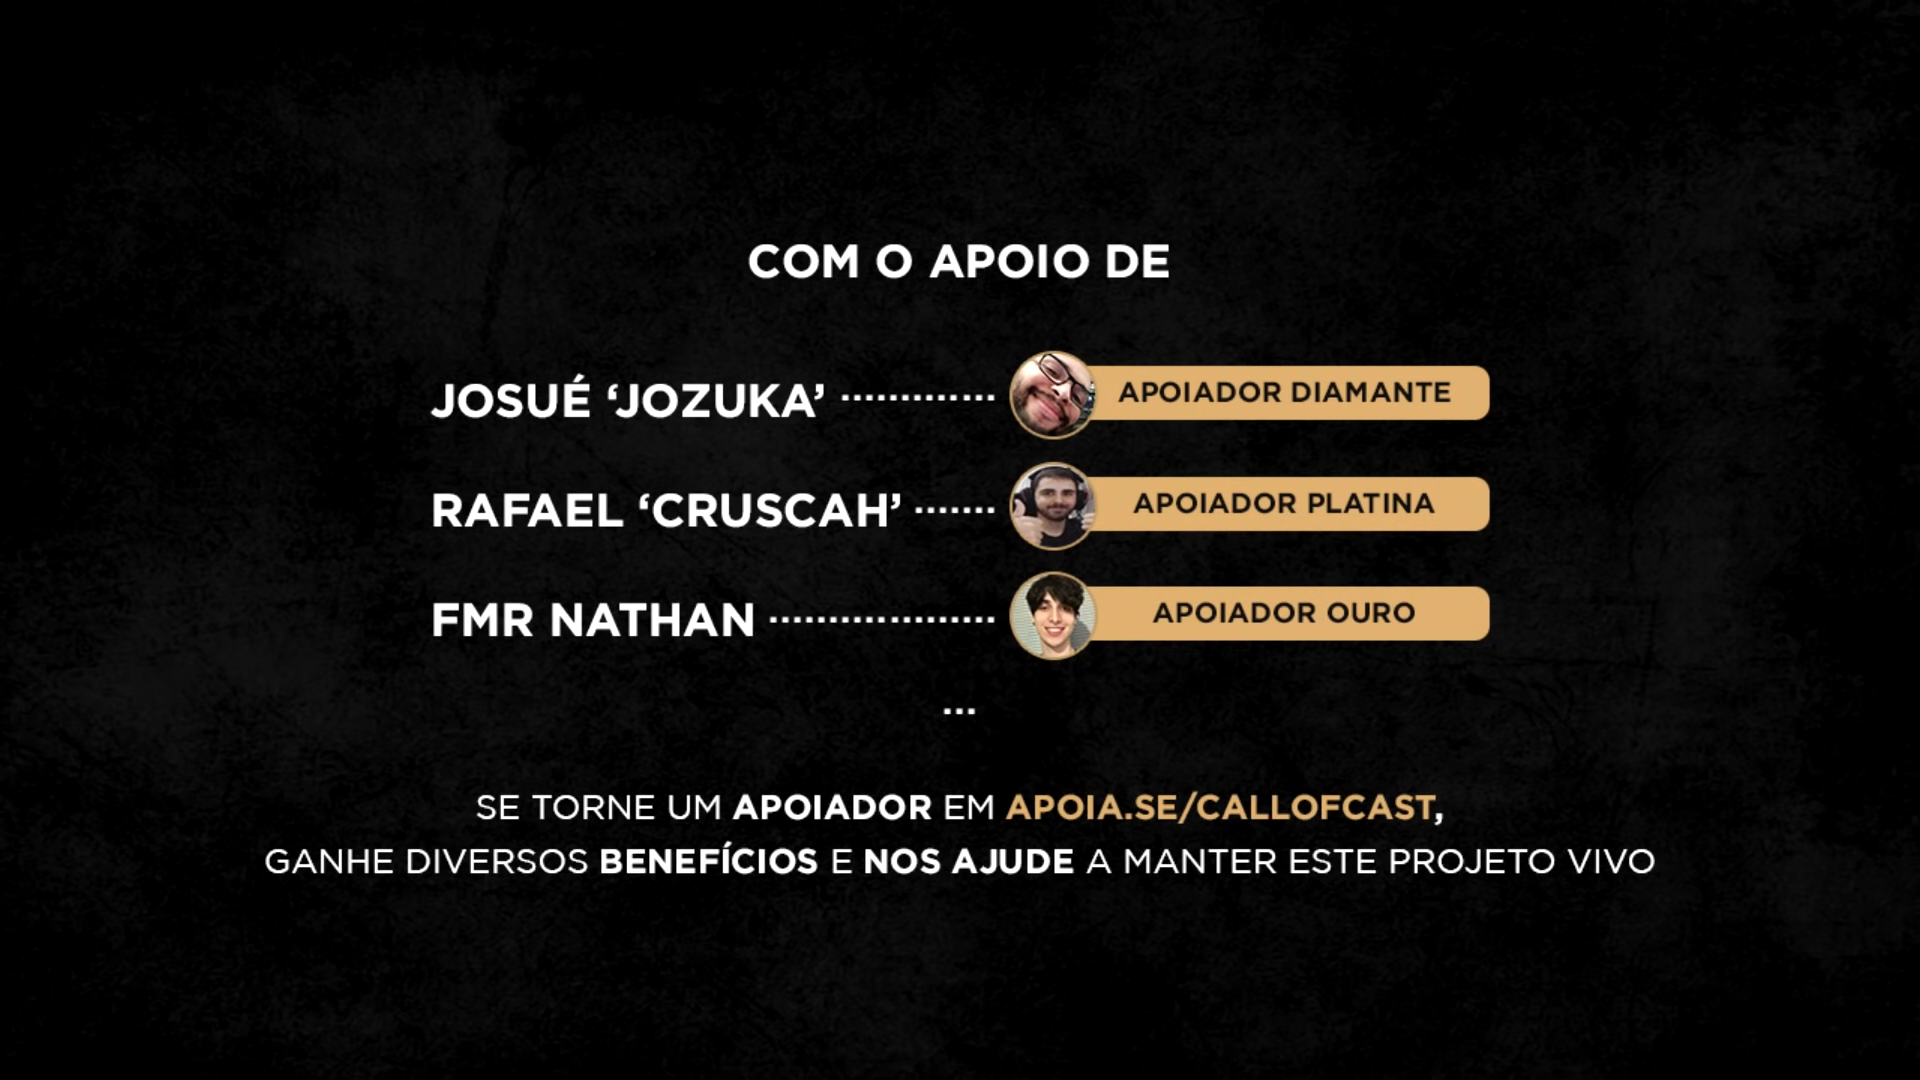 COM O APOIO DE
JOSUÉ ‘JOZUKA’ ............. APOIADOR DIAMANTE
RAFAEL ‘CRUSCAH’ ....... APOIADOR PLATINA
FMR NATHAN ................... APOIADOR OURO
...
SE TORNE UM APOIADOR EM APOIA.SE/CALLOFCAST,
GANHE DIVERSOS BENEFÍCIOS E NOS AJUDE A MANTER ESTE PROJETO VIVO